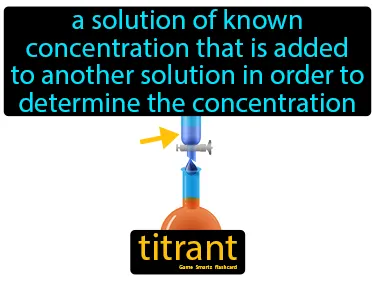 a solution of known
concentration that is added
to another solution in order to
determine the concentration
titrant
Game Smartz Flashcard